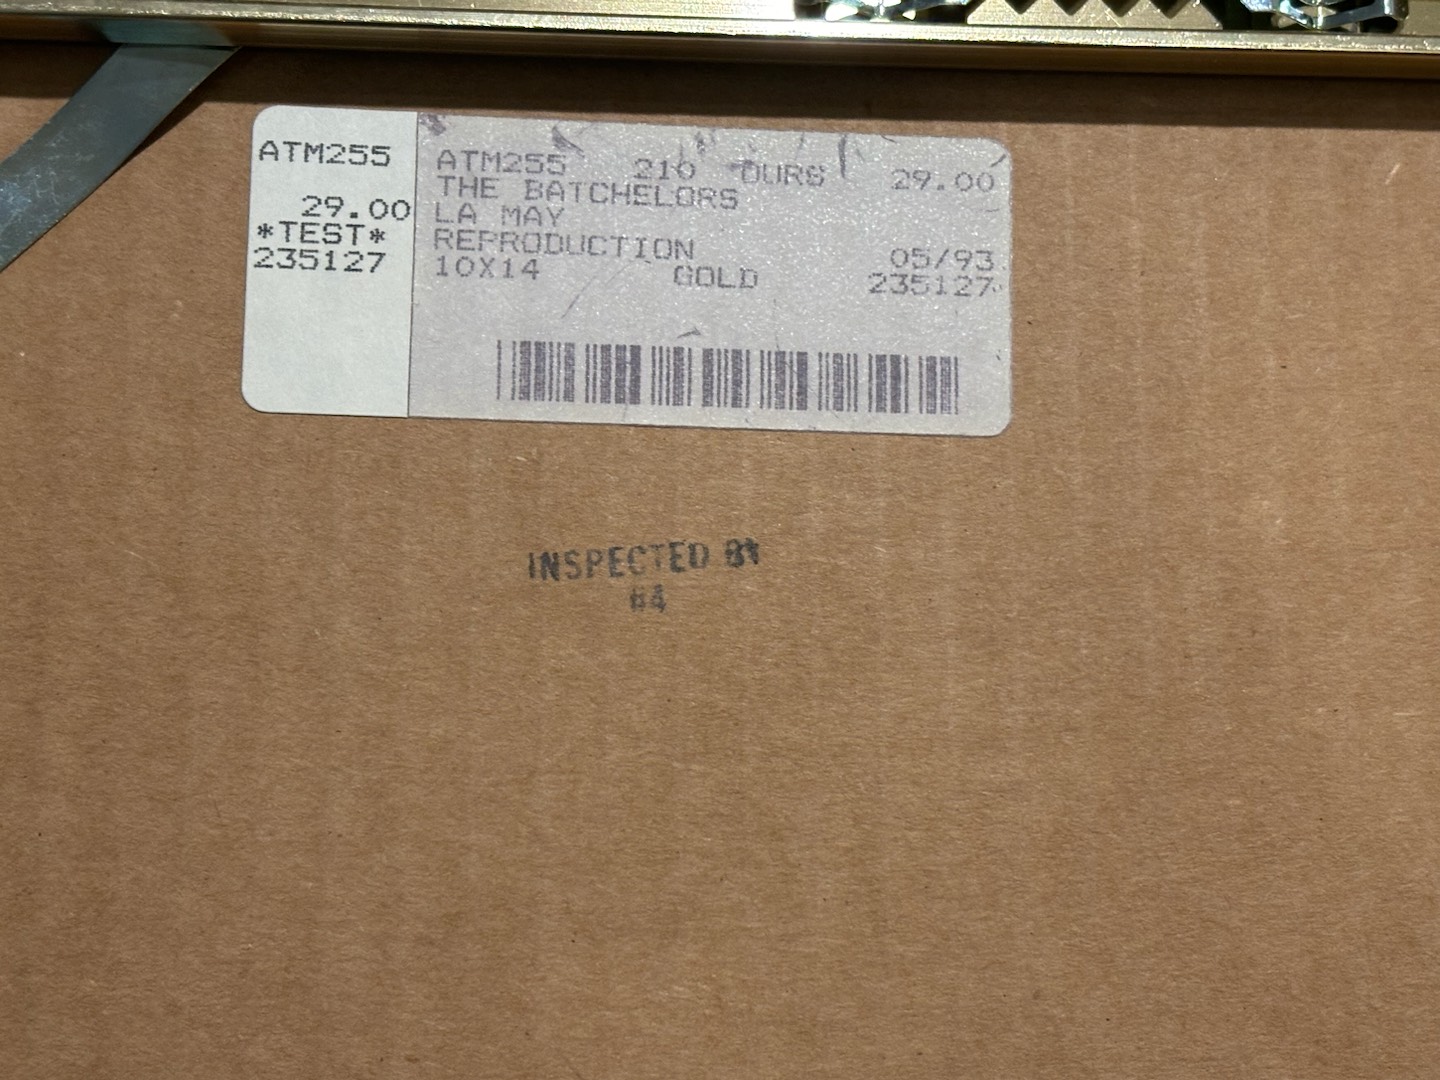 ATM255
29.00
*TEST*
235127
ATM255 210 OURS 29.00
THE BATCHELORS
LA MAY
REPRODUCTION 05/93
10X14 GOLD 235127
INSPECTED BY
64